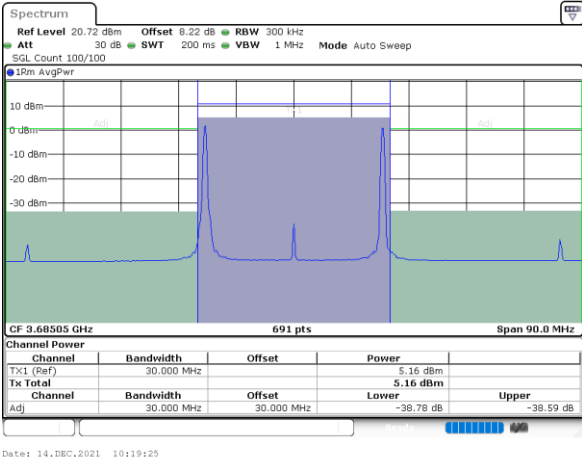 Spectrum
Ref Level 20.72 dBm Offset 8.22 dB RBW 300 kHz
Att 30 dB SWT 200 ms VBW 1 MHz Mode Auto Sweep
SGL Count 100/100
1Rm AvgPwr
10 dBm
Adj Adj
0 dBm
-10 dBm
-20 dBm
-30 dBm
CF 3.68505 GHz 691 pts Span 90.0 MHz
Channel Power
Channel Bandwidth Offset Power
TX1 (Ref) 30.000 MHz 5.16 dBm
Tx Total 5.16 dBm
Channel Bandwidth Offset Lower Upper
Adj 30.000 MHz 30.000 MHz -38.78 dB -38.59 dB
Date: 14.DEC.2021 10:19:25